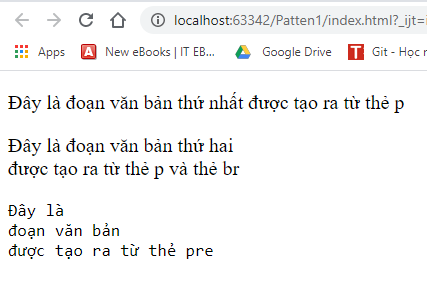 localhost:63342/Patten1/index.html?_ijt=
Apps
New eBooks | IT EB...
Google Drive
Git - Học r
Đây là đoạn văn bản thứ nhất được tạo ra từ thẻ p
Đây là đoạn văn bản thứ hai
được tạo ra từ thẻ p và thẻ br
Đây là
đoạn văn bản
được tạo ra từ thẻ pre